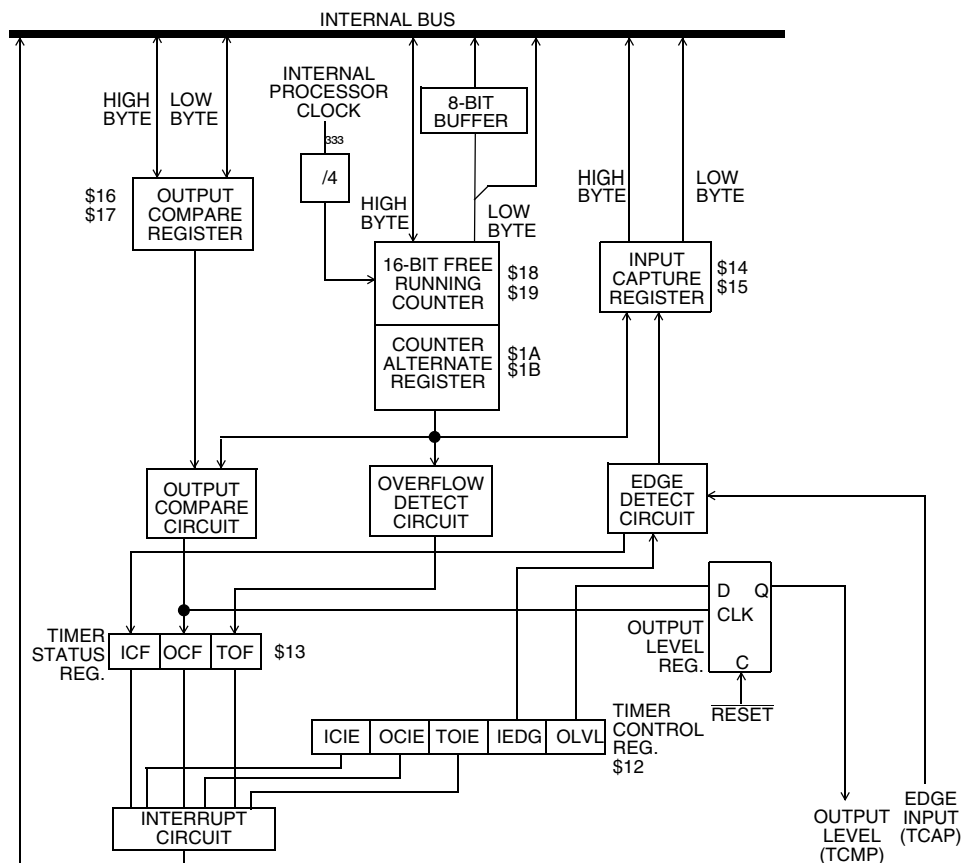 INTERNAL BUS
HIGH
BYTE
LOW
BYTE
INTERNAL
PROCESSOR
CLOCK
333
/4
8-BIT
BUFFER
HIGH
BYTE
LOW
BYTE
HIGH
BYTE
LOW
BYTE
$16
$17
OUTPUT
COMPARE
REGISTER
16-BIT FREE
RUNNING
COUNTER
$18
$19
INPUT
CAPTURE
REGISTER
$14
$15
COUNTER
ALTERNATE
REGISTER
$1A
$1B
OUTPUT
COMPARE
CIRCUIT
OVERFLOW
DETECT
CIRCUIT
EDGE
DETECT
CIRCUIT
D Q
CLK
C
OUTPUT
LEVEL
REG.
RESET
TIMER
STATUS
REG.
ICF OCF TOF
$13
ICIE OCIE TOIE IEDG OLVL
TIMER
CONTROL
REG.
$12
INTERRUPT
CIRCUIT
OUTPUT
LEVEL
(TCMP)
EDGE
INPUT
(TCAP)